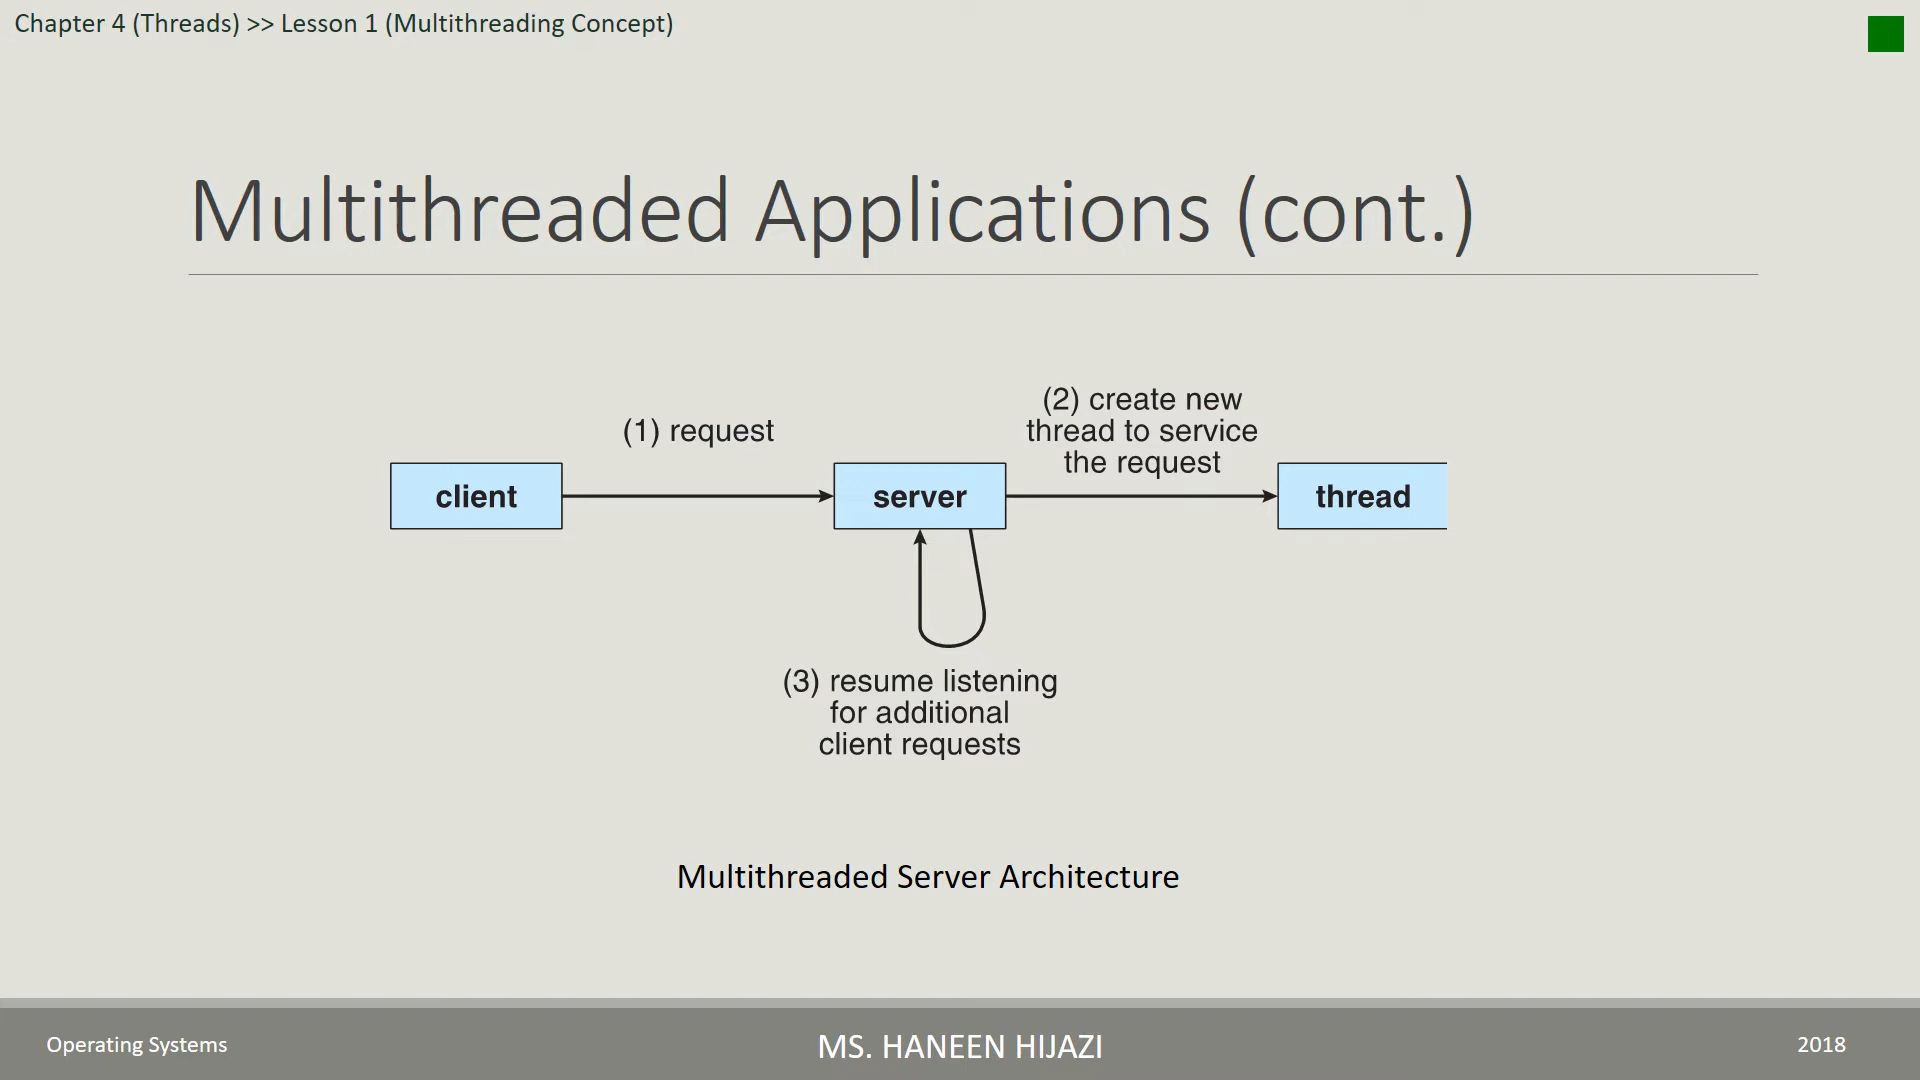 Chapter 4 (Threads) >> Lesson 1 (Multithreading Concept)
Multithreaded Applications (cont.)
(1) request
(2) create new
thread to service
the request
client
server
thread
(3) resume listening
for additional
client requests
Multithreaded Server Architecture
Operating Systems
MS. HANEEN HIJAZI
2018